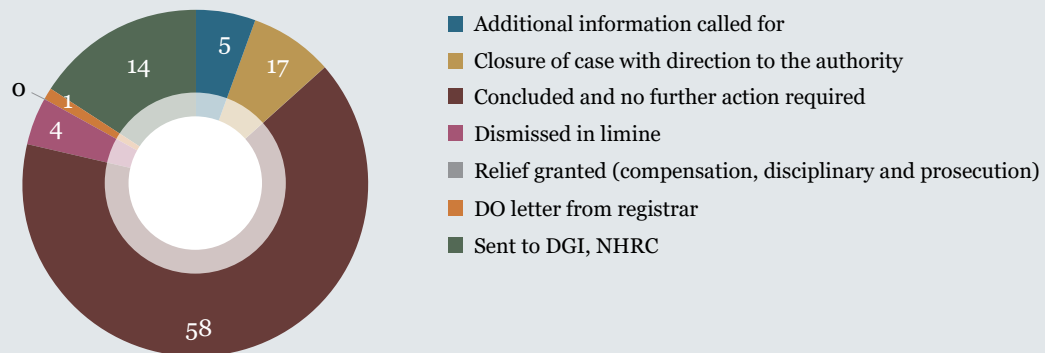 5
17
14
0
1
4
58
Additional information called for
Closure of case with direction to the authority
Concluded and no further action required
Dismissed in limine
Relief granted (compensation, disciplinary and prosecution)
DO letter from registrar
Sent to DGI, NHRC